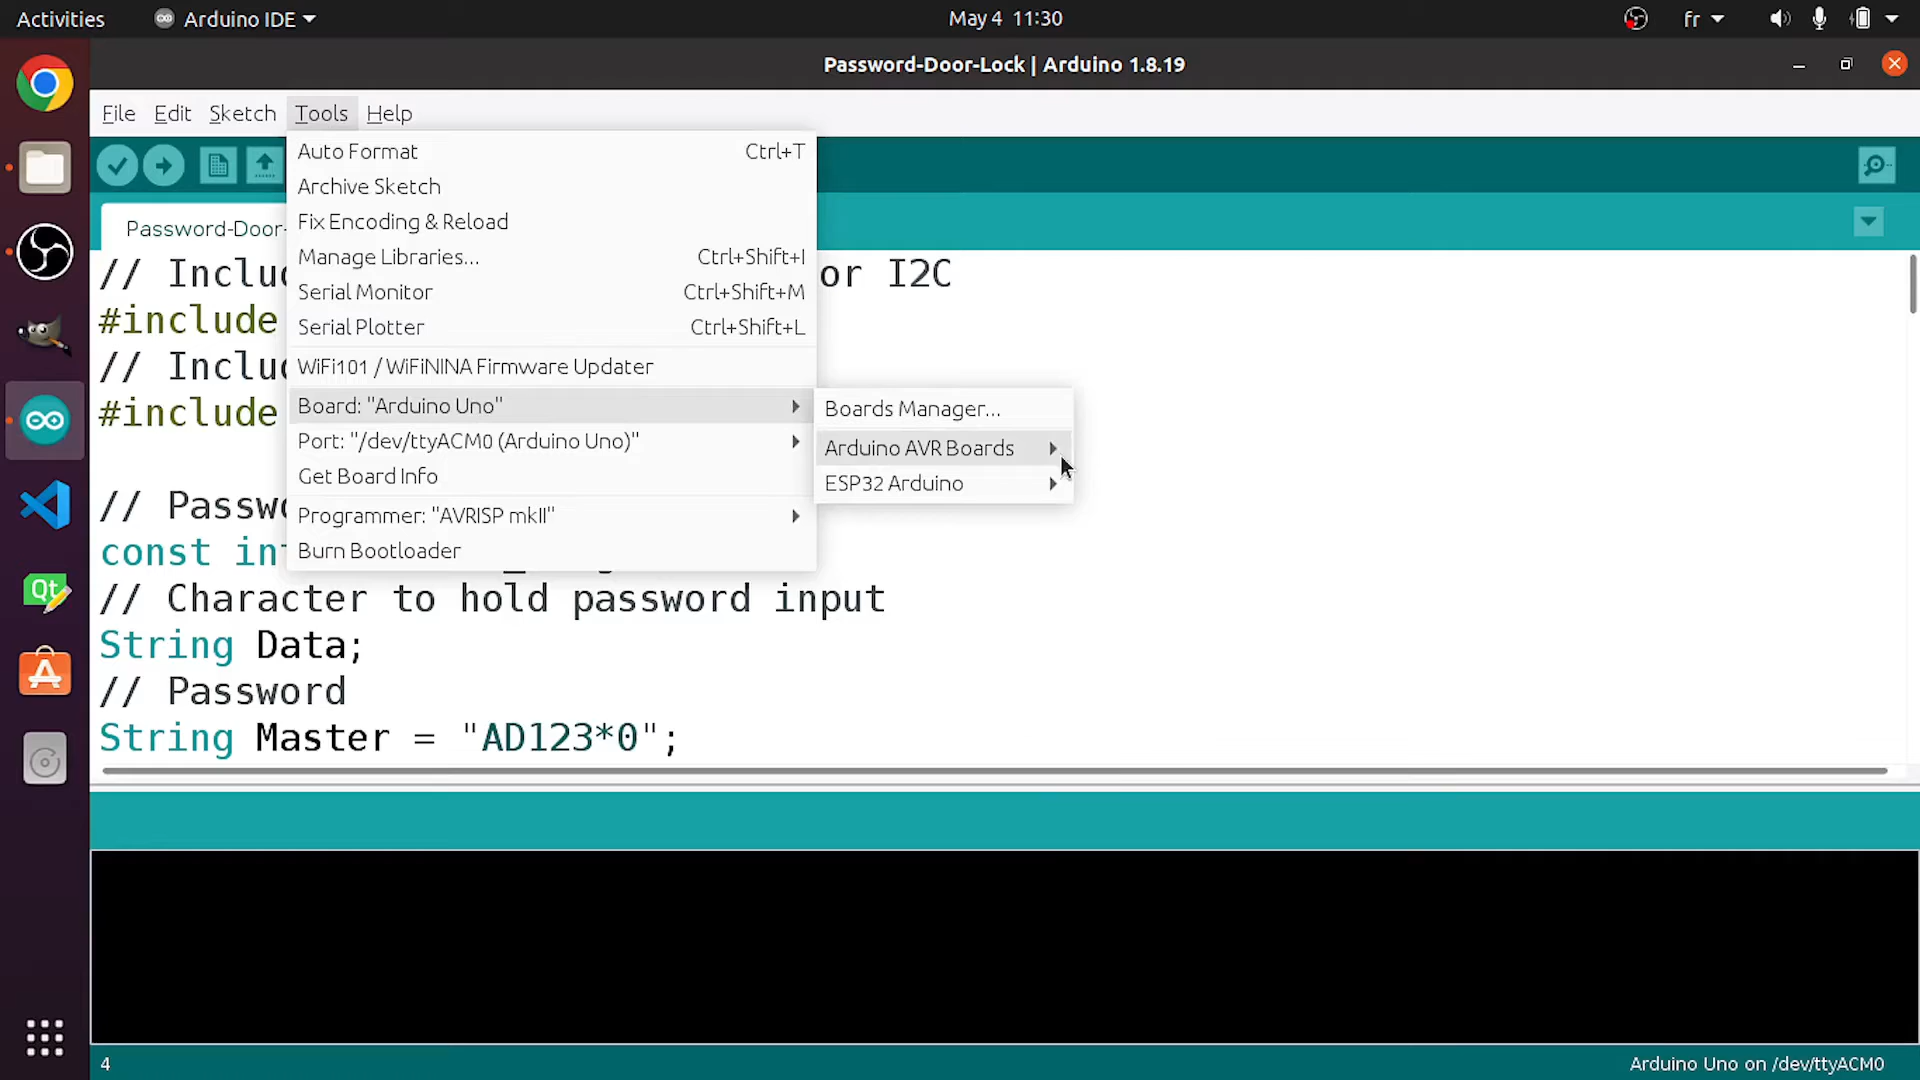 Activities
Arduino IDE
May 4 11:30
fr
Password-Door-Lock | Arduino 1.8.19
File Edit Sketch Tools Help
Auto Format Ctrl+T
Archive Sketch
Fix Encoding & Reload
Manage Libraries... Ctrl+Shift+I
Serial Monitor Ctrl+Shift+M
Serial Plotter Ctrl+Shift+L
WiFi101 / WiFiNINA Firmware Updater
Board: "Arduino Uno"
Port: "/dev/ttyACM0 (Arduino Uno)"
Get Board Info
Programmer: "AVRISP mkII"
Burn Bootloader
Boards Manager...
Arduino AVR Boards
ESP32 Arduino
Password-Door-
// Inclu or I2C
#include
// Inclu
#include
// Passw
const in
// Character to hold password input
String Data;
// Password
String Master = "AD123*0";
Qt
4
Arduino Uno on /dev/ttyACM0